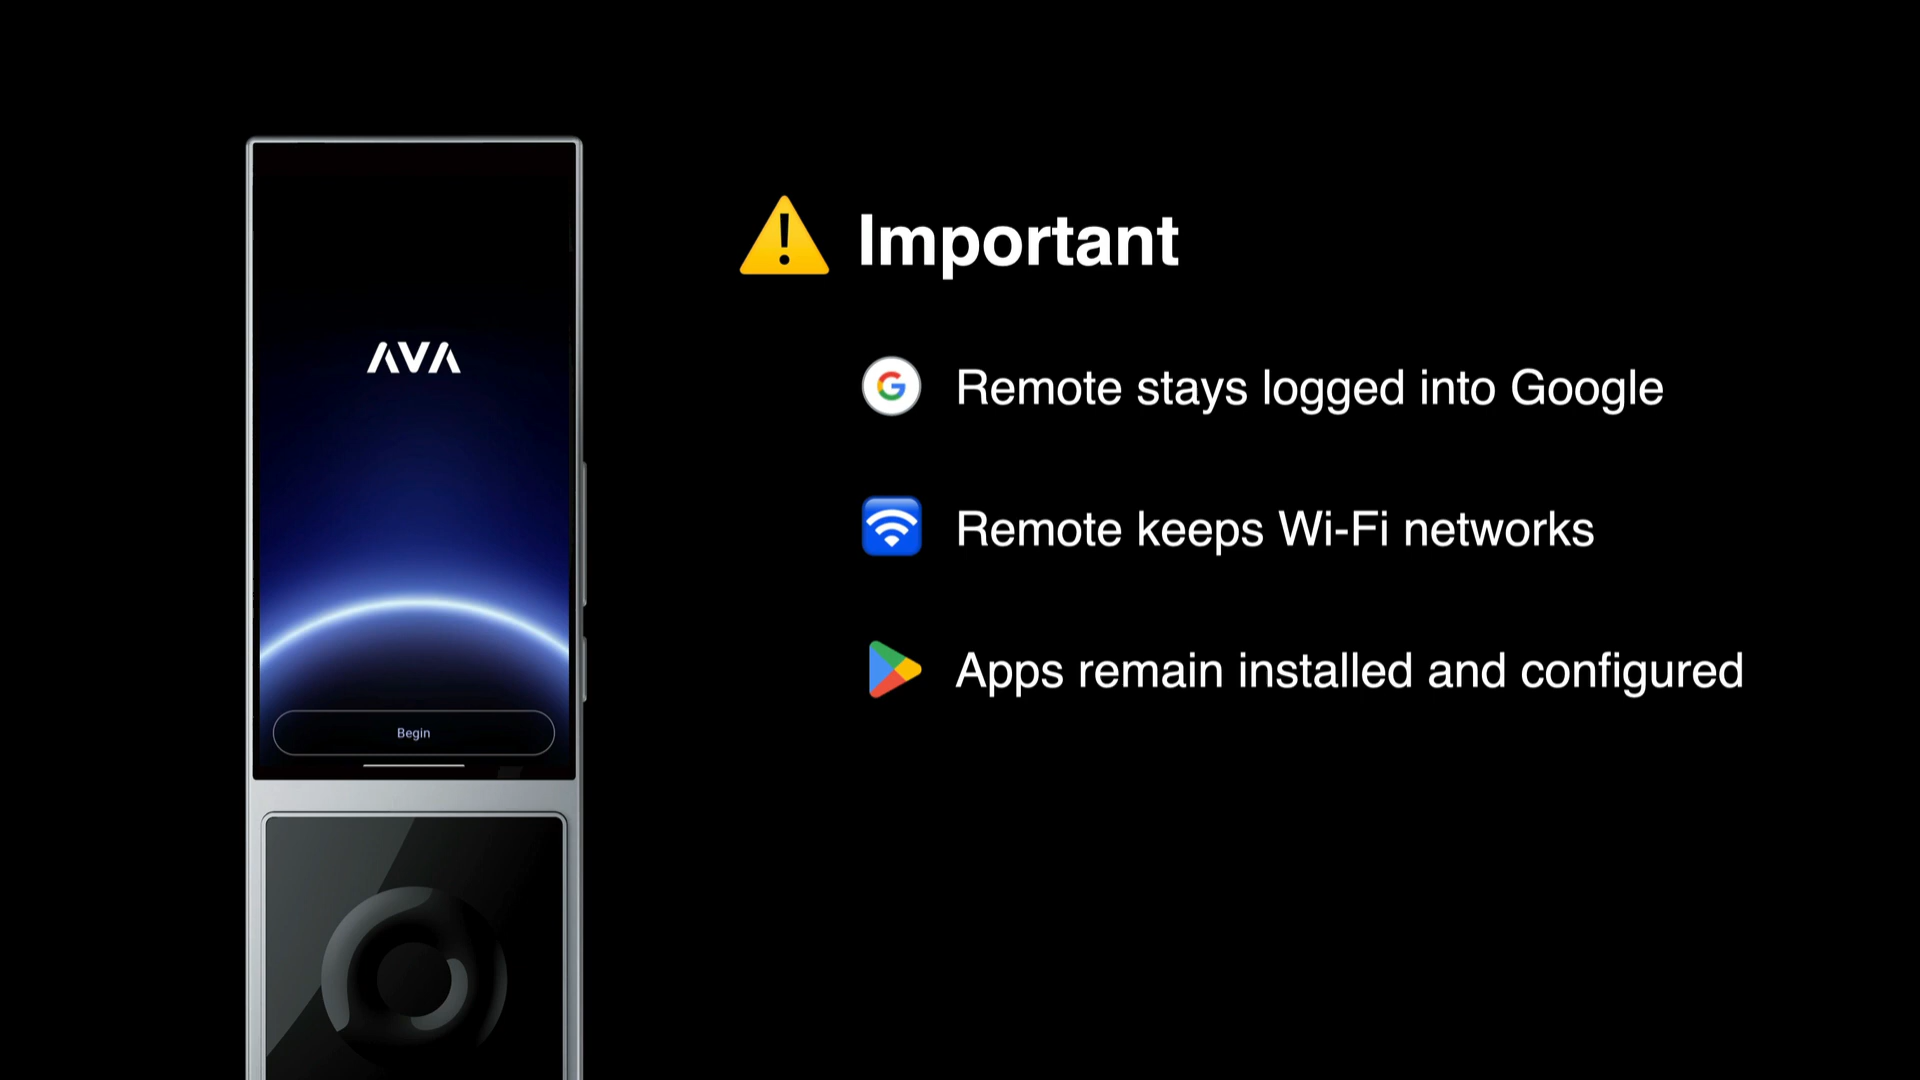 AVA
Begin
Important
Remote stays logged into Google
Remote keeps Wi-Fi networks
Apps remain installed and configured